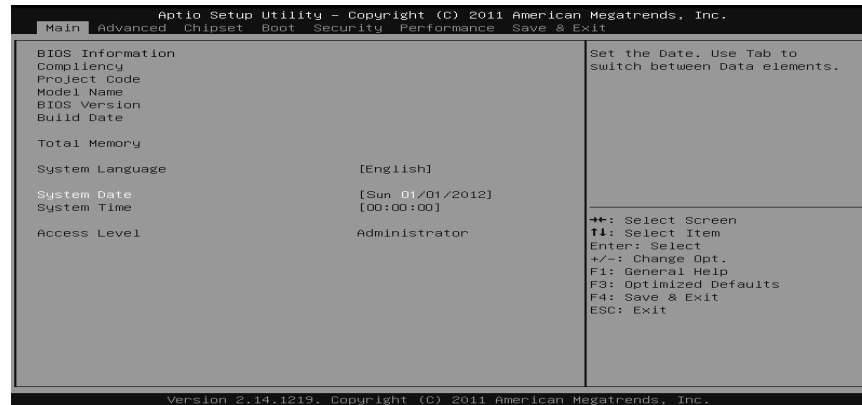 Aptio Setup Utility – Copyright (C) 2011 American Megatrends, Inc.
Main Advanced Chipset Boot Security Performance Save & Exit
BIOS Information
Compliency
Project Code
Model Name
BIOS Version
Build Date
Total Memory
System Language [English]
System Date [Sun 01/01/2012]
System Time [00:00:00]
Access Level Administrator
Set the Date. Use Tab to
switch between Data elements.
→←: Select Screen
↑↓: Select Item
Enter: Select
+/-: Change Opt.
F1: General Help
F3: Optimized Defaults
F4: Save & Exit
ESC: Exit
Version 2.14.1219. Copyright (C) 2011 American Megatrends, Inc.